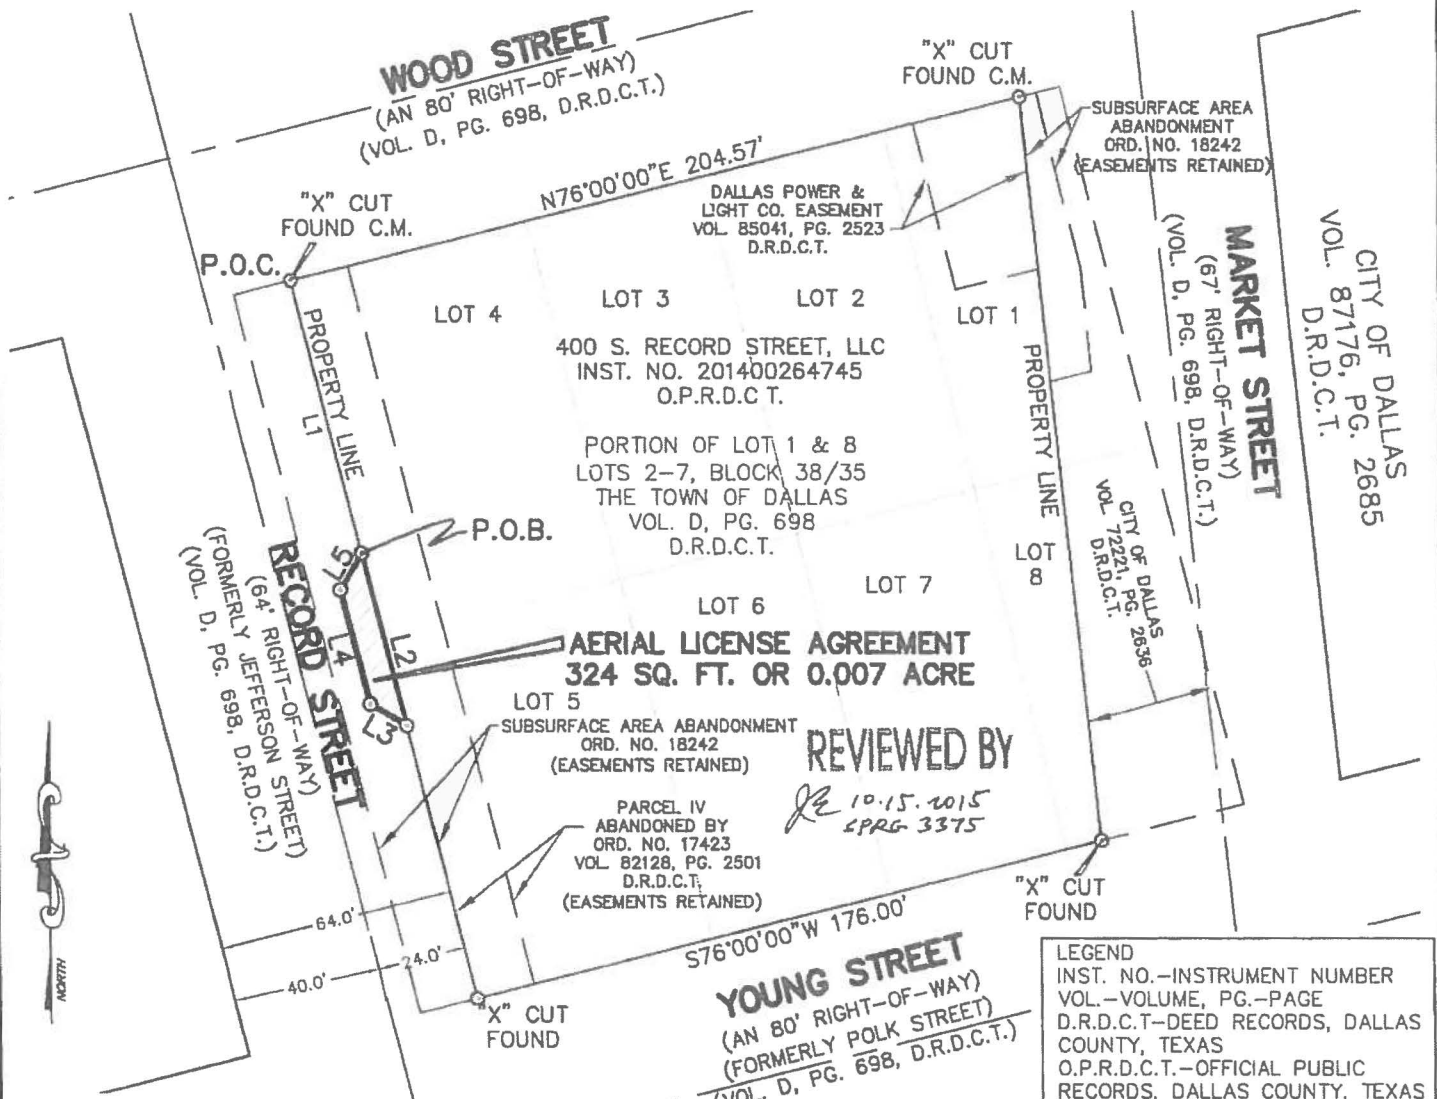 WOOD STREET
(AN 80' RIGHT-OF-WAY)
(VOL. D, PG. 698, D.R.D.C.T.)
"X" CUT
FOUND C.M.
SUBSURFACE AREA
ABANDONMENT
ORD. NO. 18242
(EASEMENTS RETAINED)
N76°00'00"E 204.57'
"X" CUT
FOUND C.M.
P.O.C.
DALLAS POWER &
LIGHT CO. EASEMENT
VOL. 85041, PG. 2523
D.R.D.C.T.
MARKET STREET
(67' RIGHT-OF-WAY)
(VOL. D, PG. 698, D.R.D.C.T.)
CITY OF DALLAS
VOL. 87176, PG. 2685
D.R.D.C.T.
LOT 4
LOT 3
LOT 2
LOT 1
PROPERTY LINE
L1
400 S. RECORD STREET, LLC
INST. NO. 201400264745
O.P.R.D.C T.
PROPERTY LINE
PORTION OF LOT 1 & 8
LOTS 2-7, BLOCK 38/35
THE TOWN OF DALLAS
VOL. D, PG. 698
D.R.D.C.T.
P.O.B.
L5
L4
L2
L3
RECORD STREET
(64' RIGHT-OF-WAY)
(FORMERLY JEFFERSON STREET)
(VOL. D, PG. 698, D.R.D.C.T.)
LOT
8
LOT 7
LOT 6
CITY OF DALLAS
VOL 72221, PG. 2636
D.R.D.C.T.
AERIAL LICENSE AGREEMENT
324 SQ. FT. OR 0.007 ACRE
LOT 5
SUBSURFACE AREA ABANDONMENT
ORD. NO. 18242
(EASEMENTS RETAINED)
REVIEWED BY
10.15.2015
SPRG 3375
PARCEL IV
ABANDONED BY
ORD. NO. 17423
VOL. 82128, PG. 2501
D.R.D.C.T.
(EASEMENTS RETAINED)
64.0'
24.0'
40.0'
"X" CUT
FOUND
S76°00'00"W 176.00'
"X" CUT
FOUND
YOUNG STREET
(AN 80' RIGHT-OF-WAY)
(FORMERLY POLK STREET)
(VOL. D, PG. 698, D.R.D.C.T.)
NORTH
LEGEND
INST. NO.-INSTRUMENT NUMBER
VOL.-VOLUME, PG.-PAGE
D.R.D.C.T-DEED RECORDS, DALLAS
COUNTY, TEXAS
O.P.R.D.C.T.-OFFICIAL PUBLIC
RECORDS, DALLAS COUNTY, TEXAS